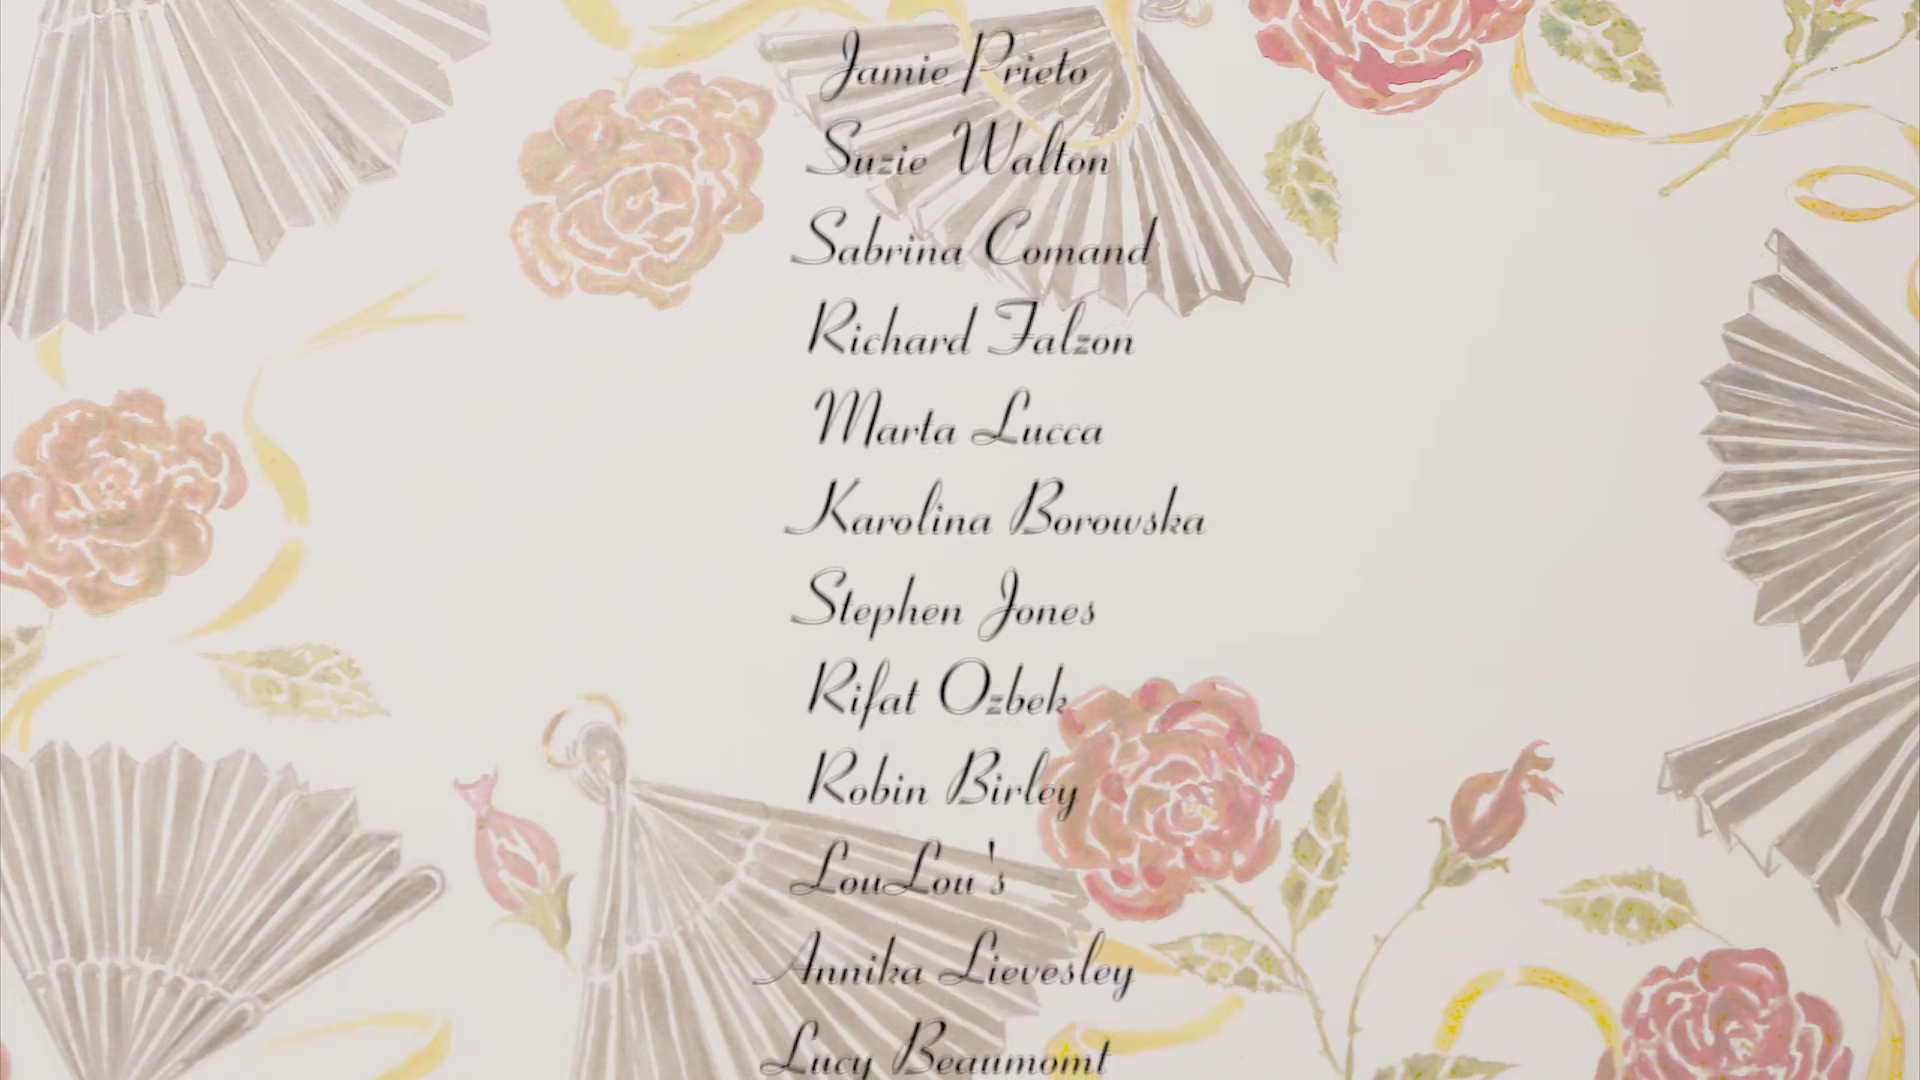 Jamie Prieto
Suzie Walton
Sabrina Comand
Richard Falzon
Marta Lucca
Karolina Borowska
Stephen Jones
Rifat Ozbek
Robin Birley
LouLou's
Annika Lievesley
Lucy Beaumomt